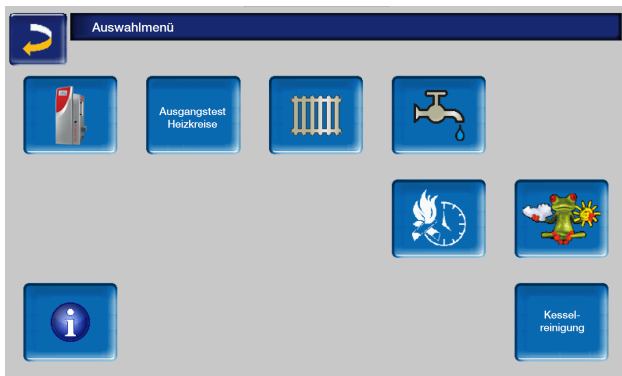 Auswahlmenü
Ausgangstest
Heizkreise
Kessel-
reinigung